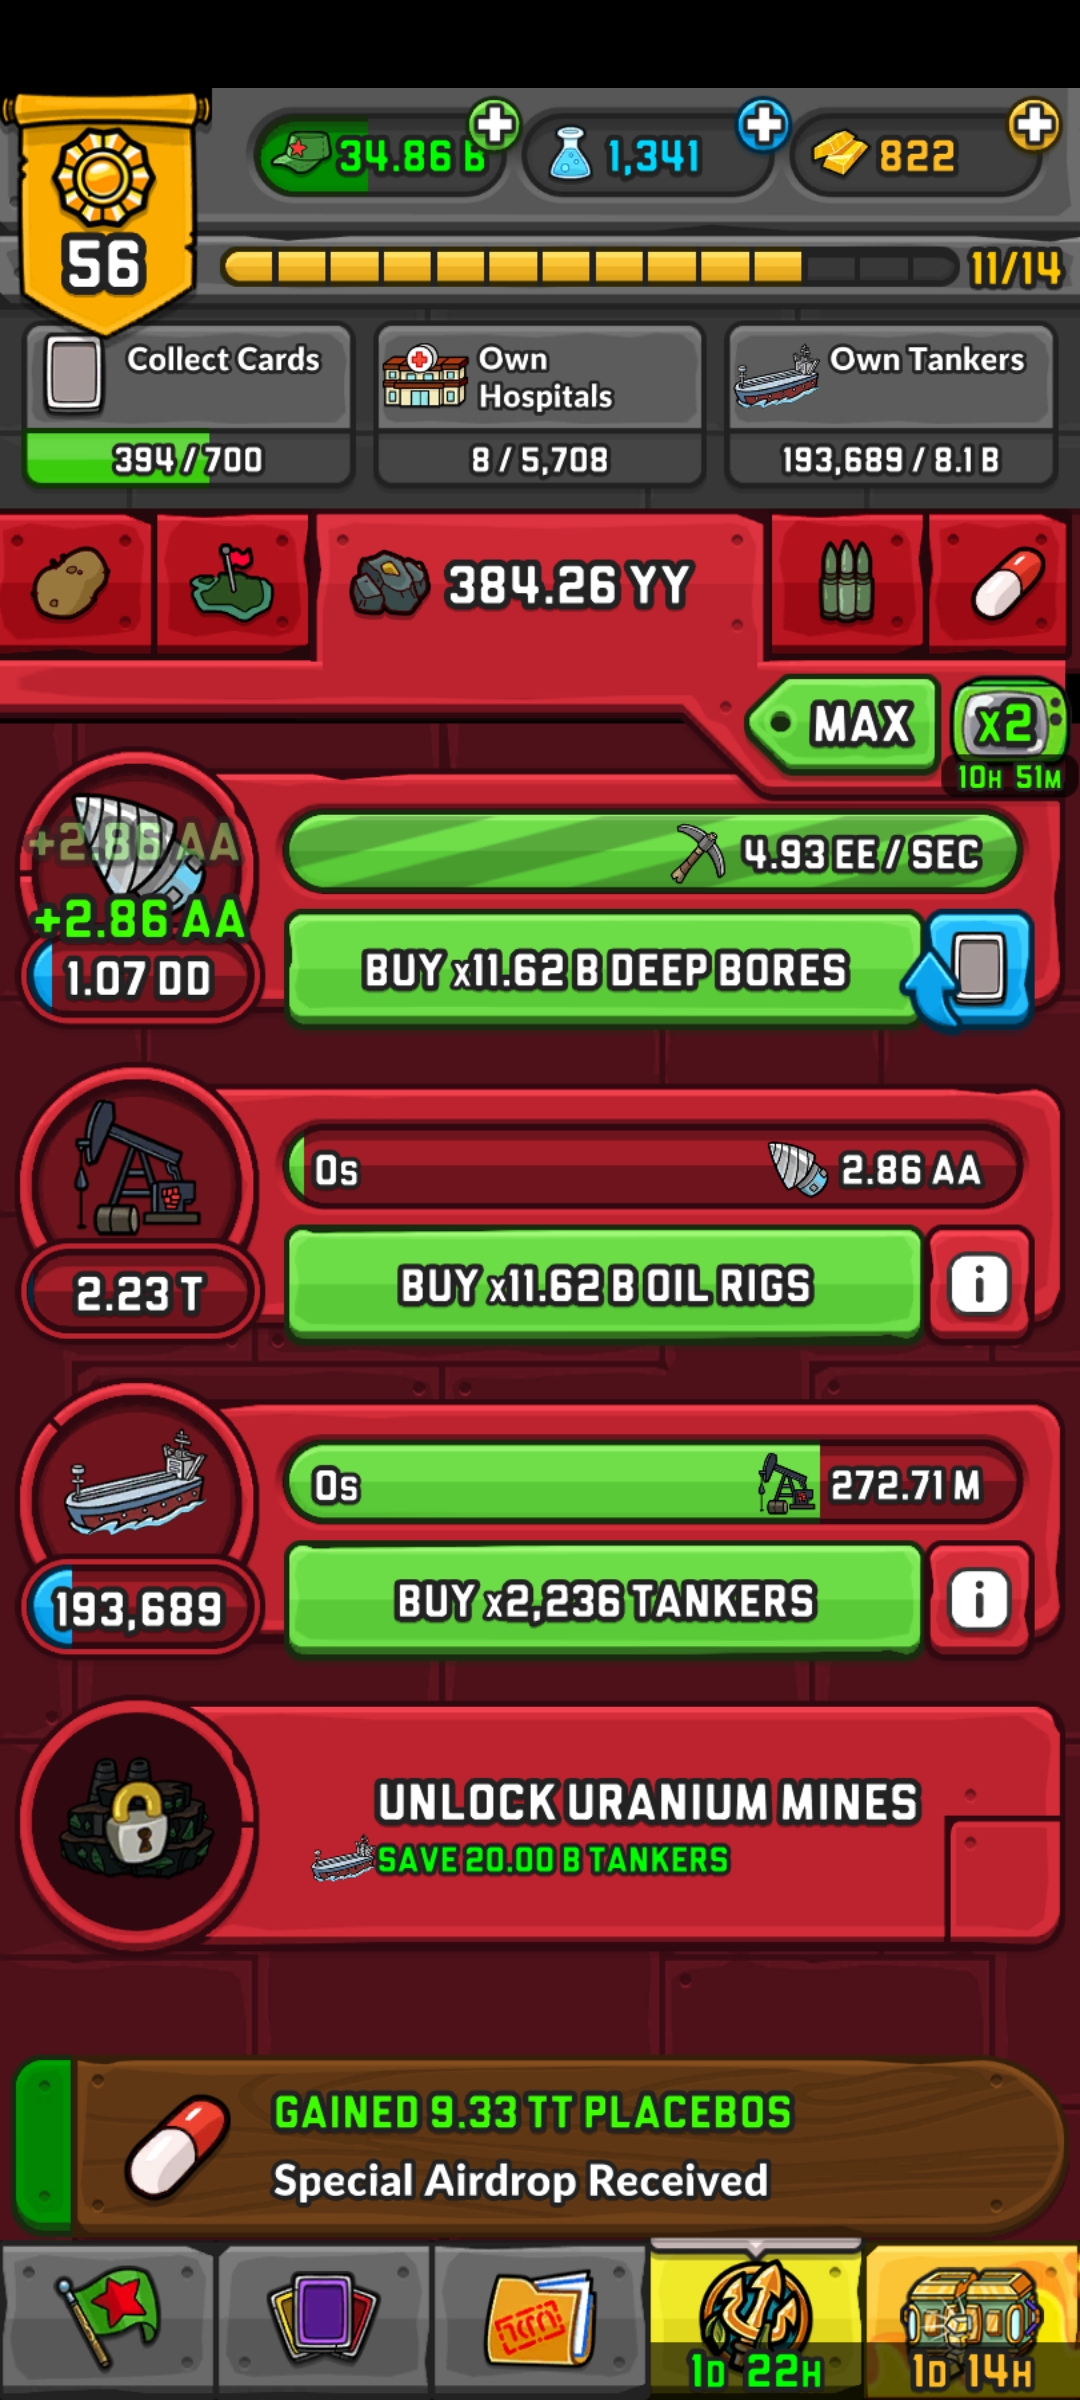 34.86 B
1,341
822
56
11/14
Collect Cards
394/700
Own
Hospitals
8/5,708
Own Tankers
193,689/8.1 B
384.26 YY
MAX
x2
10H 51M
+2.86 AA
+2.86 AA
1.07 DD
4.93 EE/SEC
BUY x11.62 B DEEP BORES
0s
2.86 AA
2.23 T
BUY x11.62 B OIL RIGS
i
0s
272.71 M
193,689
BUY x2,236 TANKERS
i
UNLOCK URANIUM MINES
SAVE 20.00 B TANKERS
GAINED 9.33 TT PLACEBOS
Special Airdrop Received
1D 22H
1D 14H